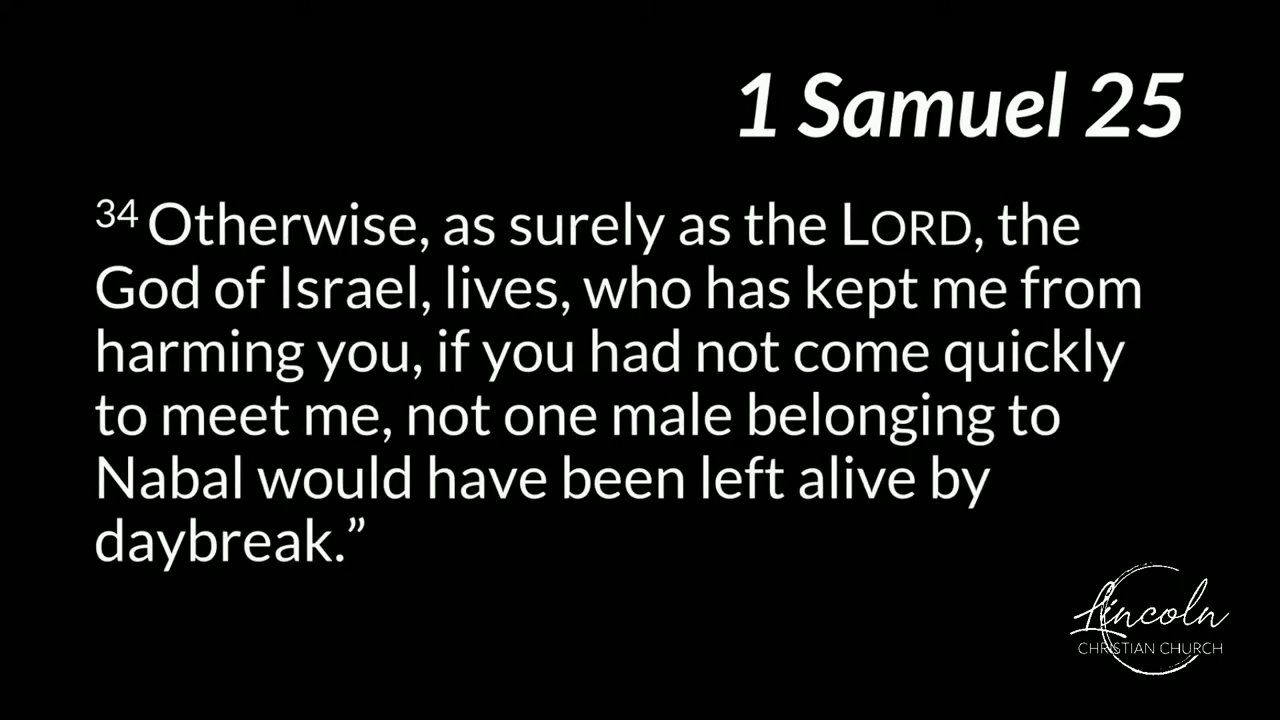 1 Samuel 25
34 Otherwise, as surely as the LORD, the
God of Israel, lives, who has kept me from
harming you, if you had not come quickly
to meet me, not one male belonging to
Nabal would have been left alive by
daybreak.”
Lincoln
CHRISTIAN CHURCH